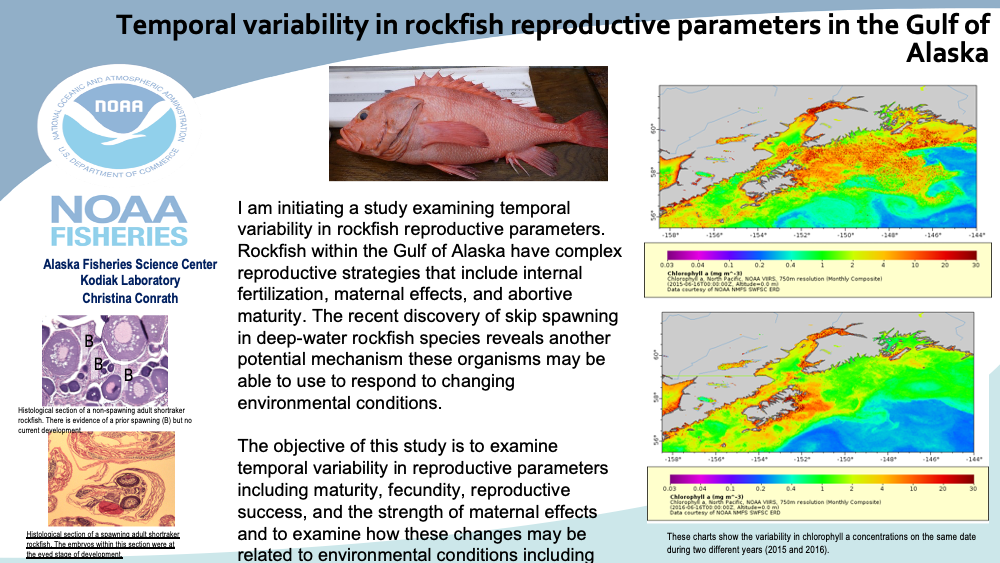 Temporal variability in rockfish reproductive parameters in the Gulf of
Alaska
NATIONAL OCEANIC AND ATMOSPHERIC ADMINISTRATION
NOAA
U.S. DEPARTMENT OF COMMERCE
NOAA
FISHERIES
Alaska Fisheries Science Center
Kodiak Laboratory
Christina Conrath
B
B
B
Histological section of a non-spawning adult shortraker
rockfish. There is evidence of a prior spawning (B) but no
current development.
Histological section of a spawning adult shortraker
rockfish. The embryos within this section were at
the eyed stage of development.
I am initiating a study examining temporal
variability in rockfish reproductive parameters.
Rockfish within the Gulf of Alaska have complex
reproductive strategies that include internal
fertilization, maternal effects, and abortive
maturity. The recent discovery of skip spawning
in deep-water rockfish species reveals another
potential mechanism these organisms may be
able to use to respond to changing
environmental conditions.
The objective of this study is to examine
temporal variability in reproductive parameters
including maturity, fecundity, reproductive
success, and the strength of maternal effects
and to examine how these changes may be
related to environmental conditions including
60°
58°
56°
-158° -156° -154° -152° -150° -148° -146° -144°
0.03 0.04 0.1 0.2 0.4 1 2 4 10 20 30
Chlorophyll a (mg m^-3)
Chlorophyll a, North Pacific, NOAA VIIRS, 750m resolution (Monthly Composite)
(2015-06-16T00:00:00Z, Altitude=0.0 m)
Data courtesy of NOAA NMFS SWFSC ERD
60°
58°
56°
-158° -156° -154° -152° -150° -148° -146° -144°
0.03 0.04 0.1 0.2 0.4 1 2 4 10 20 30
Chlorophyll a (mg m^-3)
Chlorophyll a, North Pacific, NOAA VIIRS, 750m resolution (Monthly Composite)
(2016-06-16T00:00:00Z, Altitude=0.0 m)
Data courtesy of NOAA NMFS SWFSC ERD
These charts show the variability in chlorophyll a concentrations on the same date
during two different years (2015 and 2016).